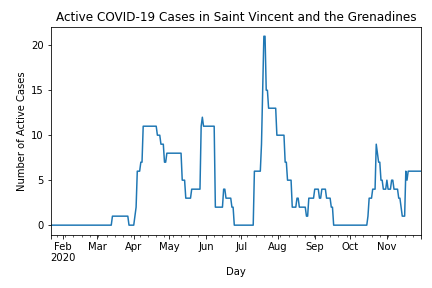 Active COVID-19 Cases in Saint Vincent and the Grenadines
Number of Active Cases
20
15
10
5
0
Feb Mar Apr May Jun Jul Aug Sep Oct Nov
2020
Day